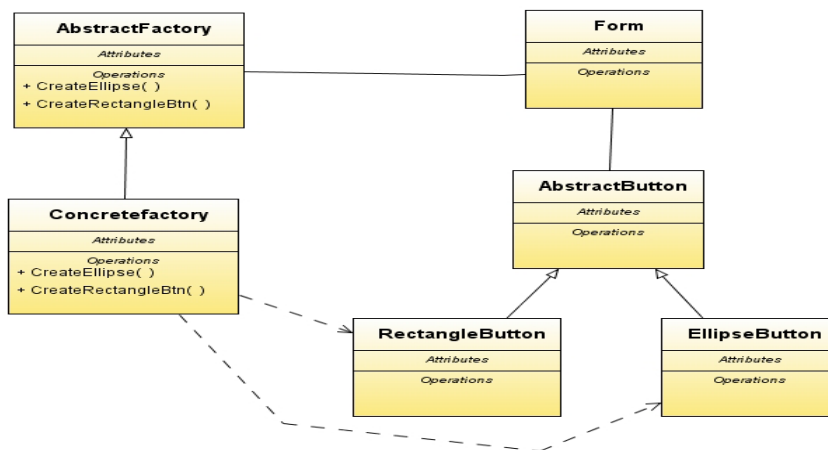 AbstractFactory
Attributes
Operations
+ CreateEllipse( )
+ CreateRectangleBtn( )
Form
Attributes
Operations
Concretefactory
Attributes
Operations
+ CreateEllipse( )
+ CreateRectangleBtn( )
AbstractButton
Attributes
Operations
RectangleButton
Attributes
Operations
EllipseButton
Attributes
Operations